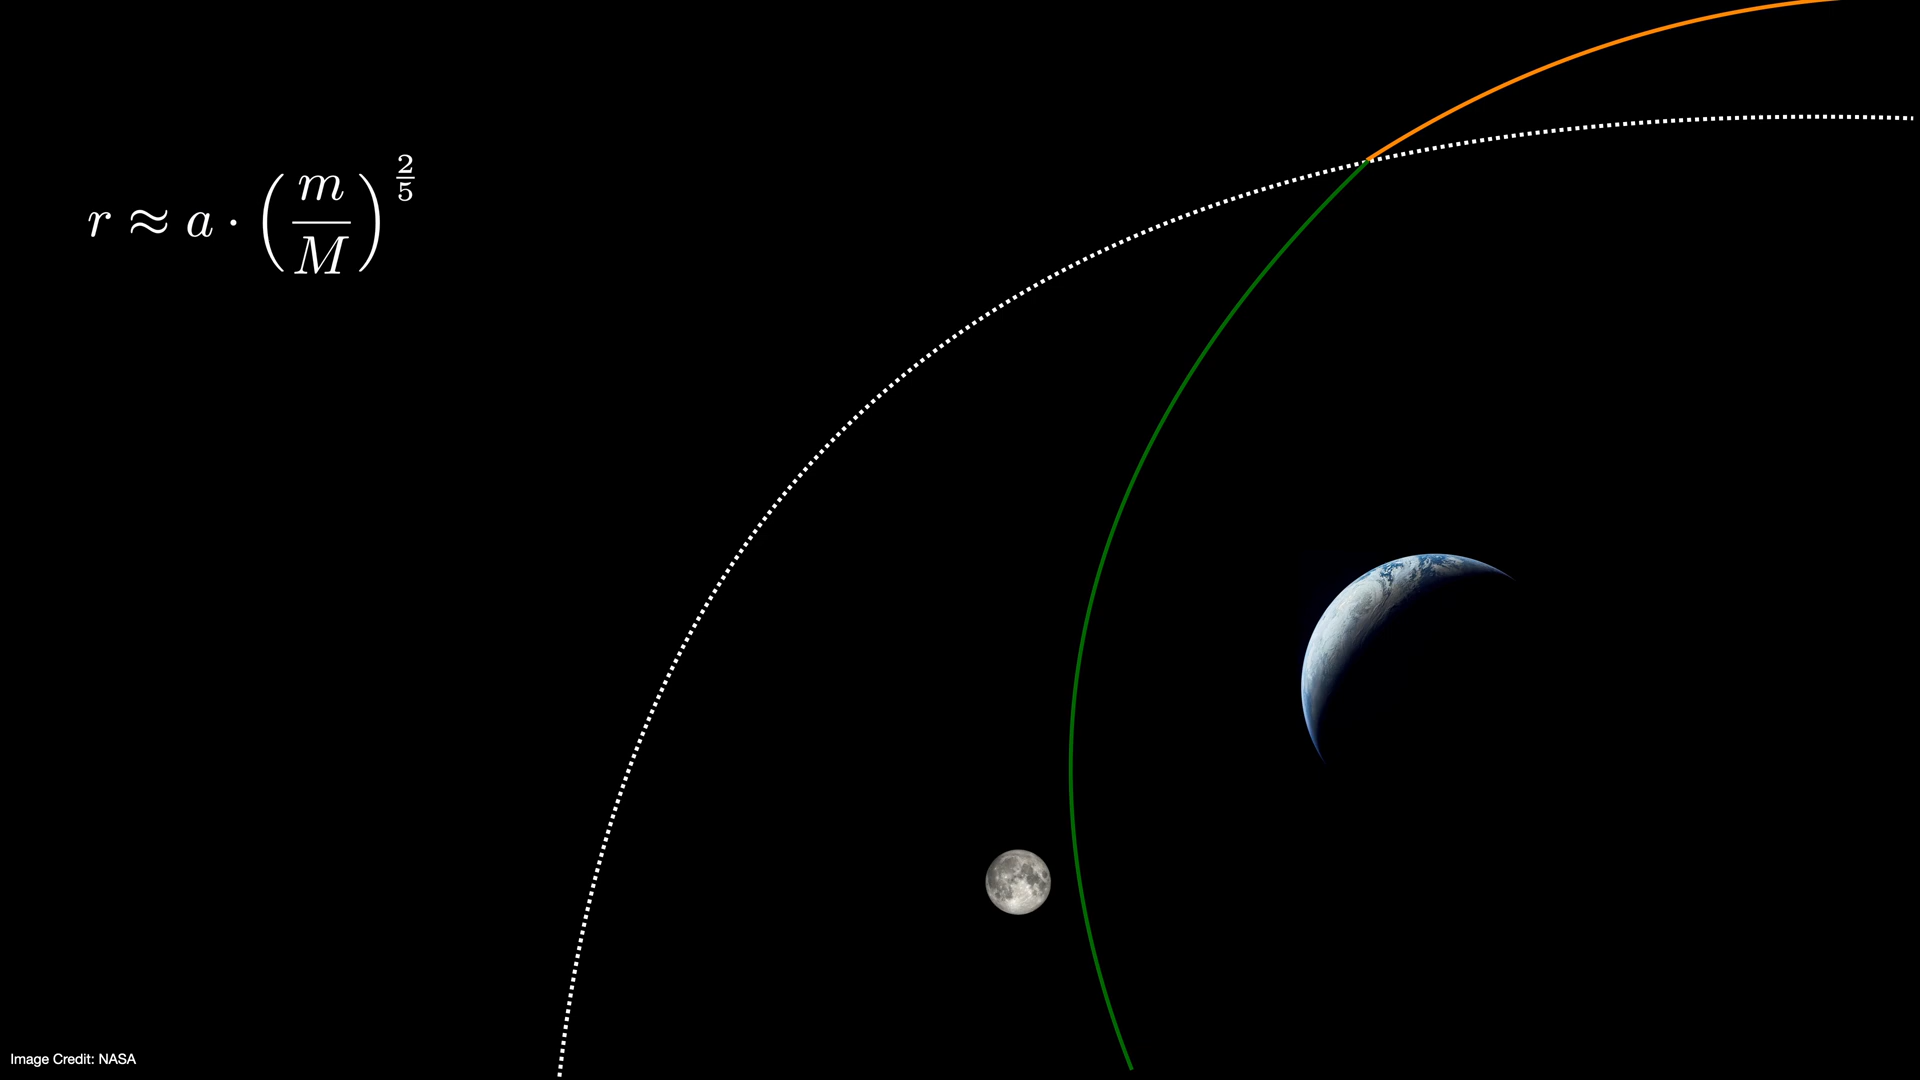 r ≈ a · (m/M)^(2/5)
Image Credit: NASA